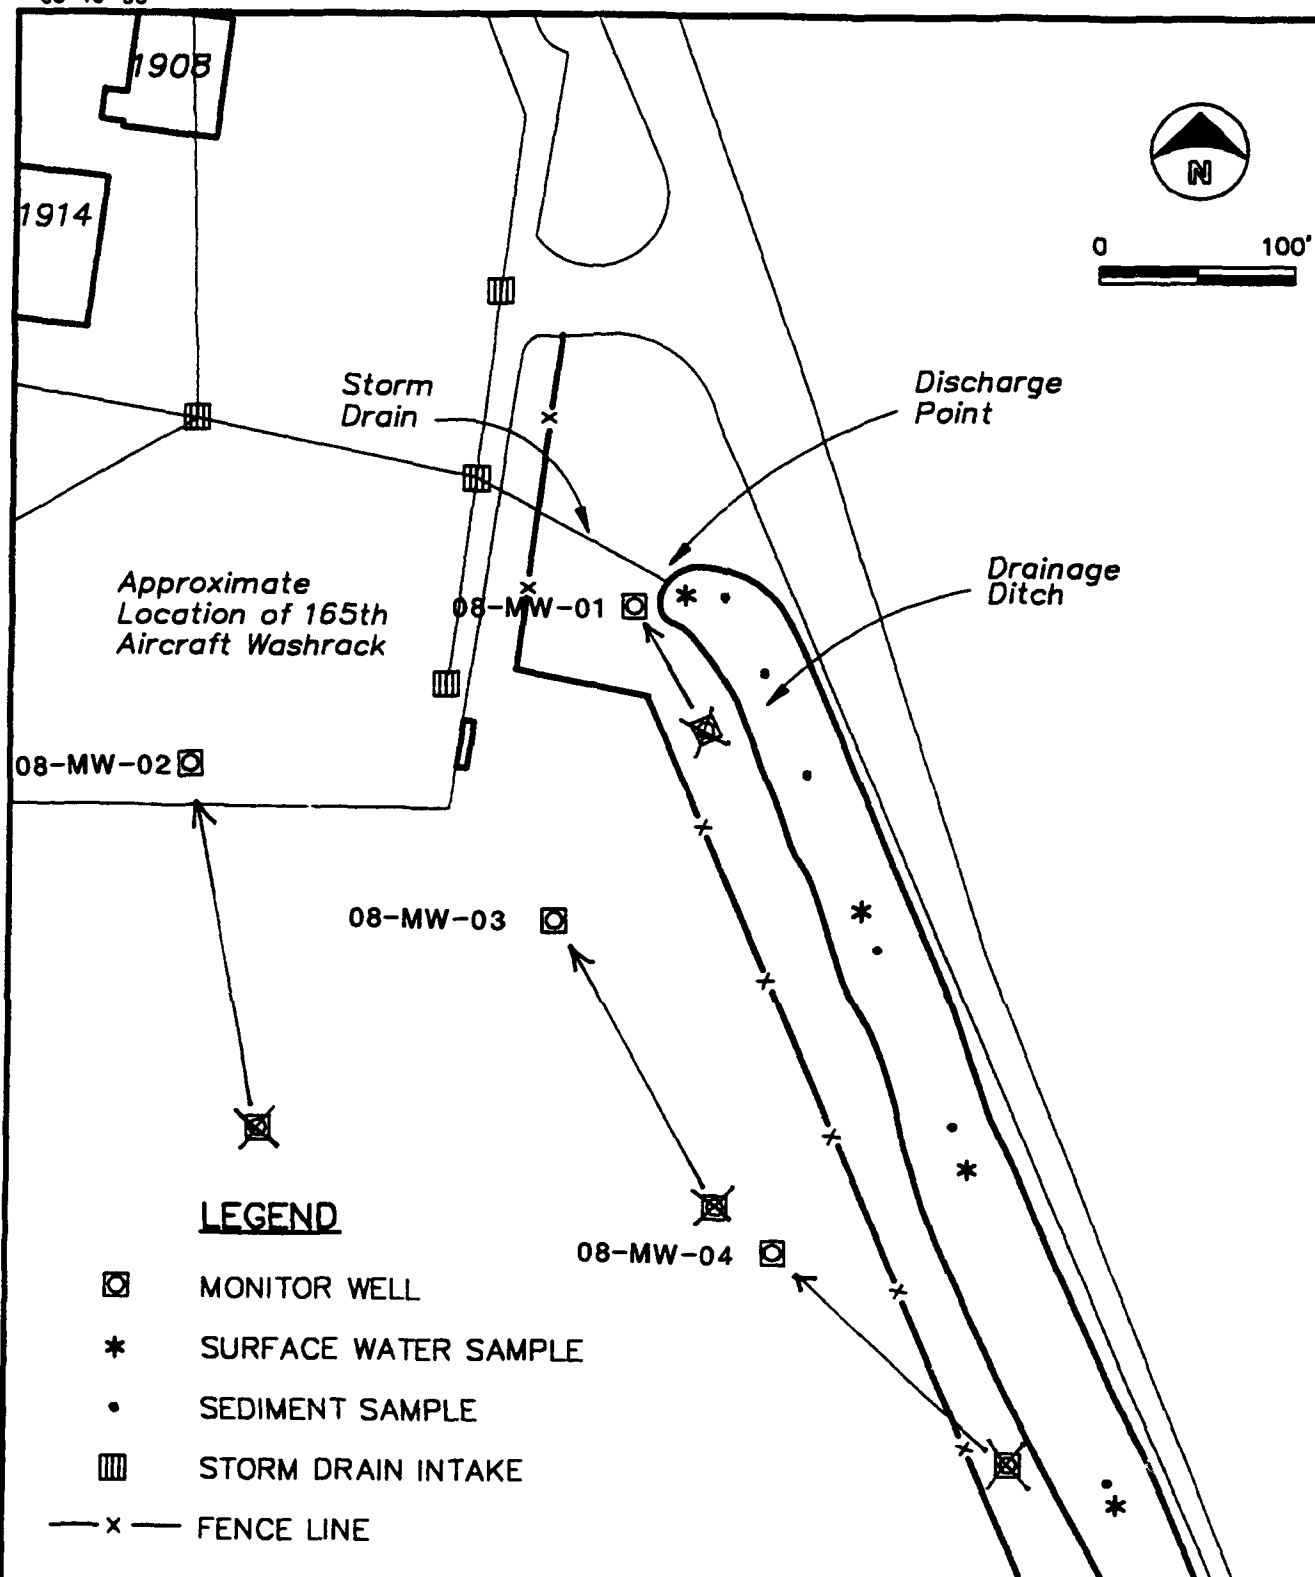 1908
1914
N
0 100'
Storm
Drain
Discharge
Point
Approximate
Location of 165th
Aircraft Washrack
08-MW-01
Drainage
Ditch
08-MW-02
08-MW-03
08-MW-04
LEGEND
MONITOR WELL
SURFACE WATER SAMPLE
SEDIMENT SAMPLE
STORM DRAIN INTAKE
x FENCE LINE